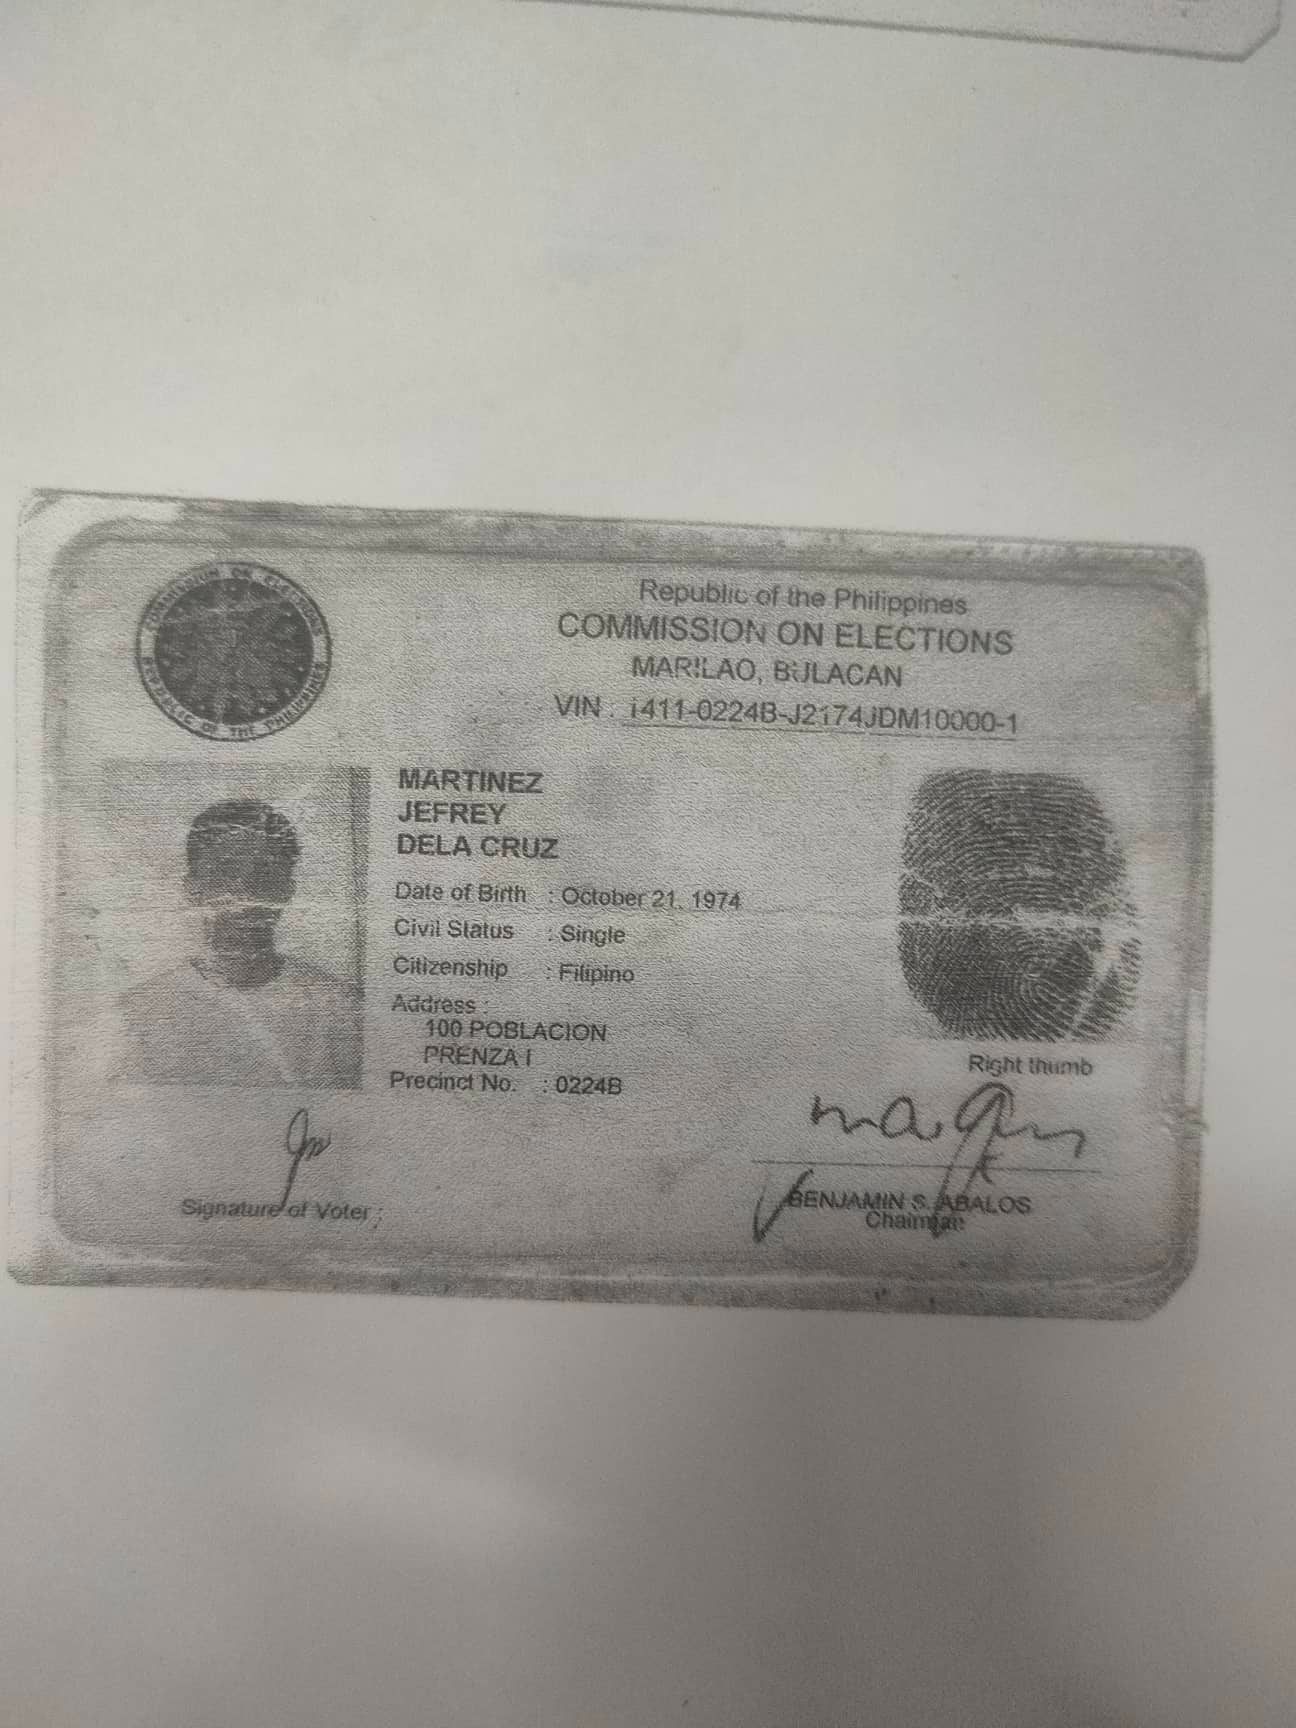 COMMISSION ON ELECTIONS
REPUBLIC OF THE PHILIPPINES
Republic of the Philippines
COMMISSION ON ELECTIONS
MARILAO, BULACAN
VIN : 1411-0224B-J2174JDM10000-1
MARTINEZ
JEFREY
DELA CRUZ
Date of Birth : October 21, 1974
Civil Status : Single
Citizenship : Filipino
Address :
100 POBLACION
PRENZA I
Precinct No. : 0224B
Right thumb
Signature of Voter
BENJAMIN S. ABALOS
Chairman